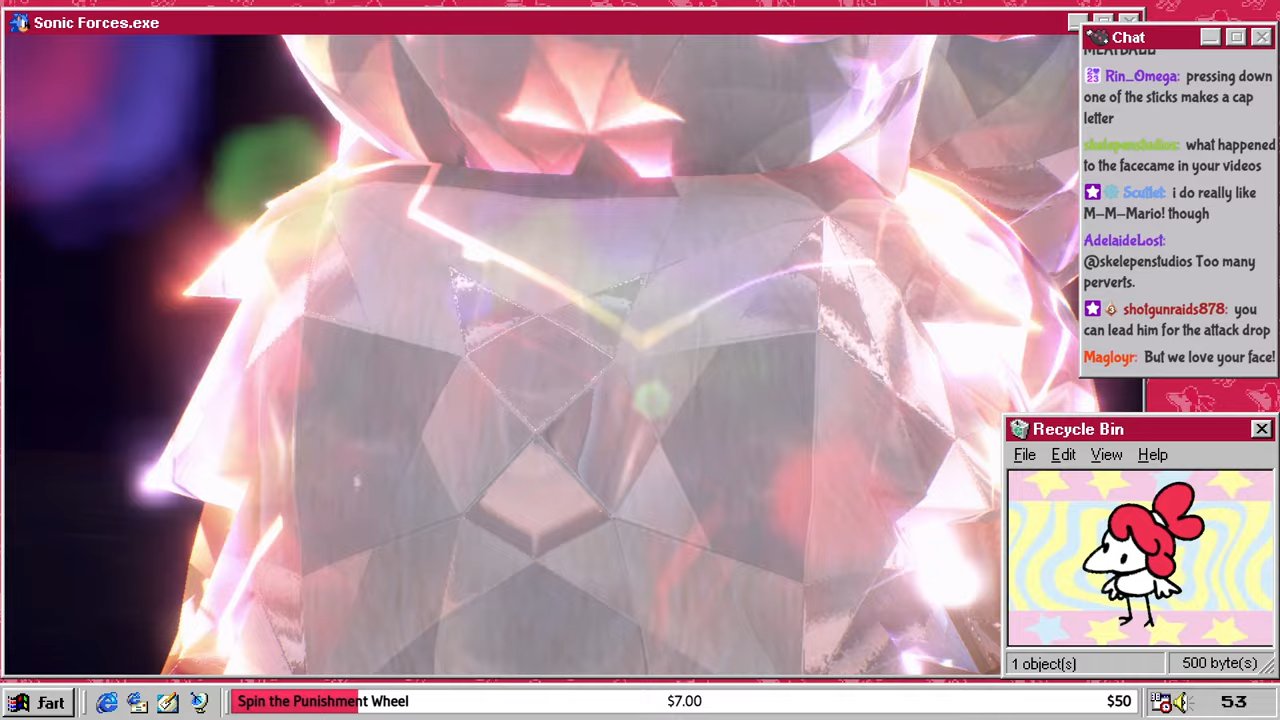 Sonic Forces.exe
Chat
MEATBALL
Rin_Omega: pressing down
one of the sticks makes a cap
letter
skelepenstudios: what happened
to the facecame in your videos
Scutlet: i do really like
M-M-Mario! though
AdelaideLost:
@skelepenstudios Too many
perverts.
shotgunraids878: you
can lead him for the attack drop
Magloyr: But we love your face!
Recycle Bin
File Edit View Help
1 object(s) 500 byte(s)
Fart
Spin the Punishment Wheel $7.00 $50
53